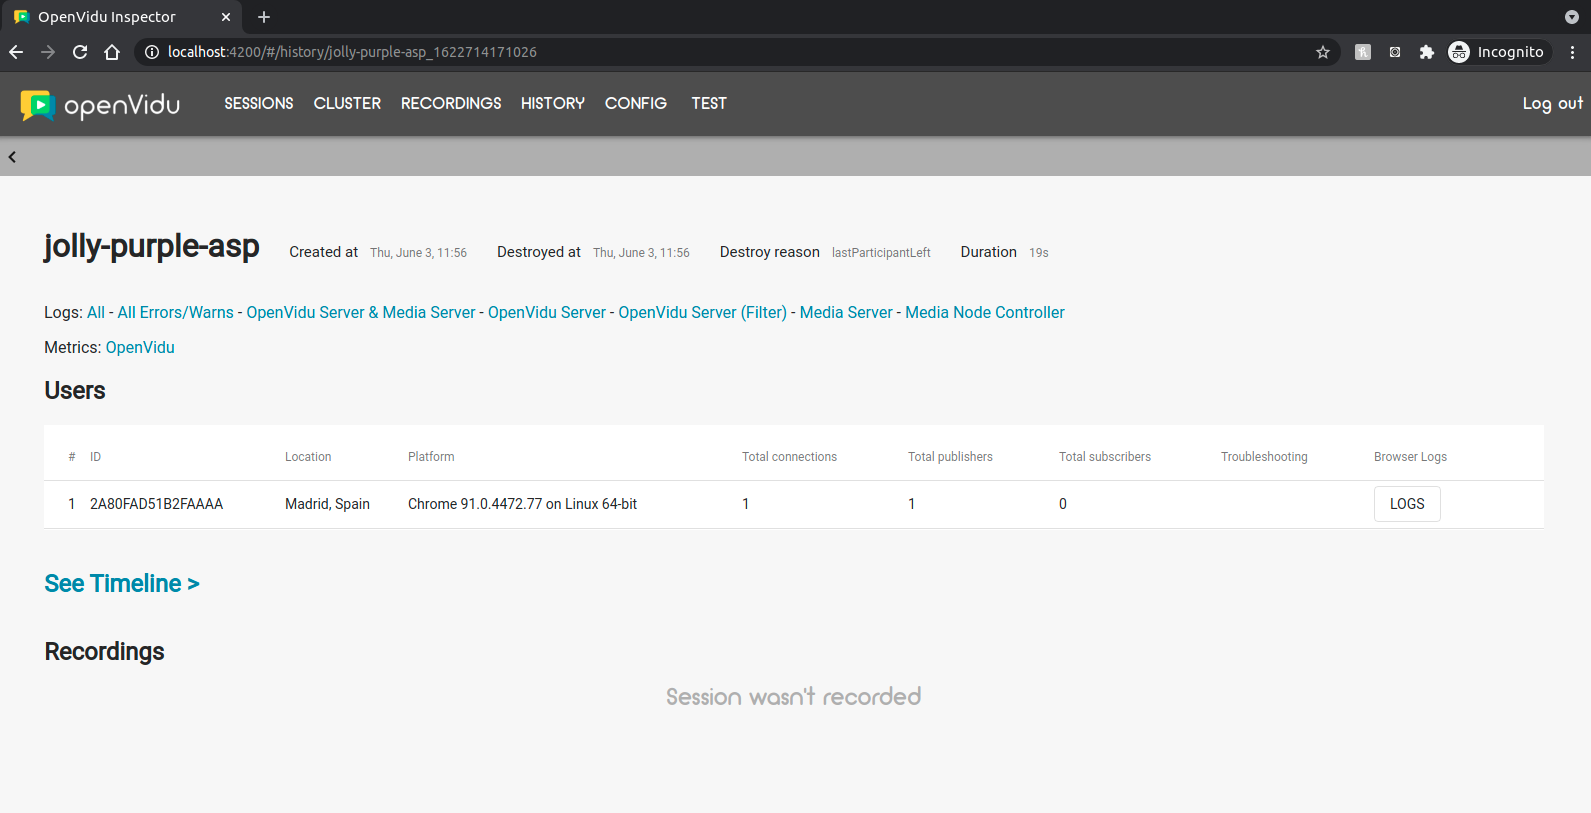 OpenVidu Inspector
localhost:4200/#/history/jolly-purple-asp_1622714171026
Incognito
openVidu SESSIONS CLUSTER RECORDINGS HISTORY CONFIG TEST Log out
jolly-purple-asp Created at Thu, June 3, 11:56 Destroyed at Thu, June 3, 11:56 Destroy reason lastParticipantLeft Duration 19s
Logs: All - All Errors/Warns - OpenVidu Server & Media Server - OpenVidu Server - OpenVidu Server (Filter) - Media Server - Media Node Controller
Metrics: OpenVidu
Users
# ID Location Platform Total connections Total publishers Total subscribers Troubleshooting Browser Logs
1 2A80FAD51B2FAAAA Madrid, Spain Chrome 91.0.4472.77 on Linux 64-bit 1 1 0 LOGS
See Timeline >
Recordings
Session wasn't recorded